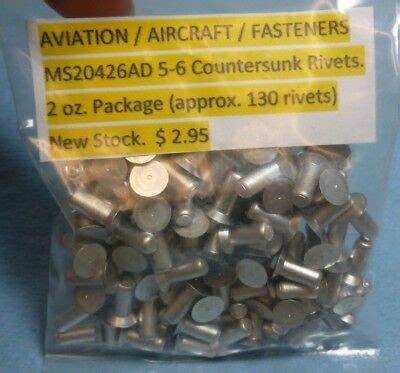 AVIATION / AIRCRAFT / FASTENERS
MS20426AD 5-6 Countersunk Rivets.
2 oz. Package (approx. 130 rivets)
New Stock. $ 2.95